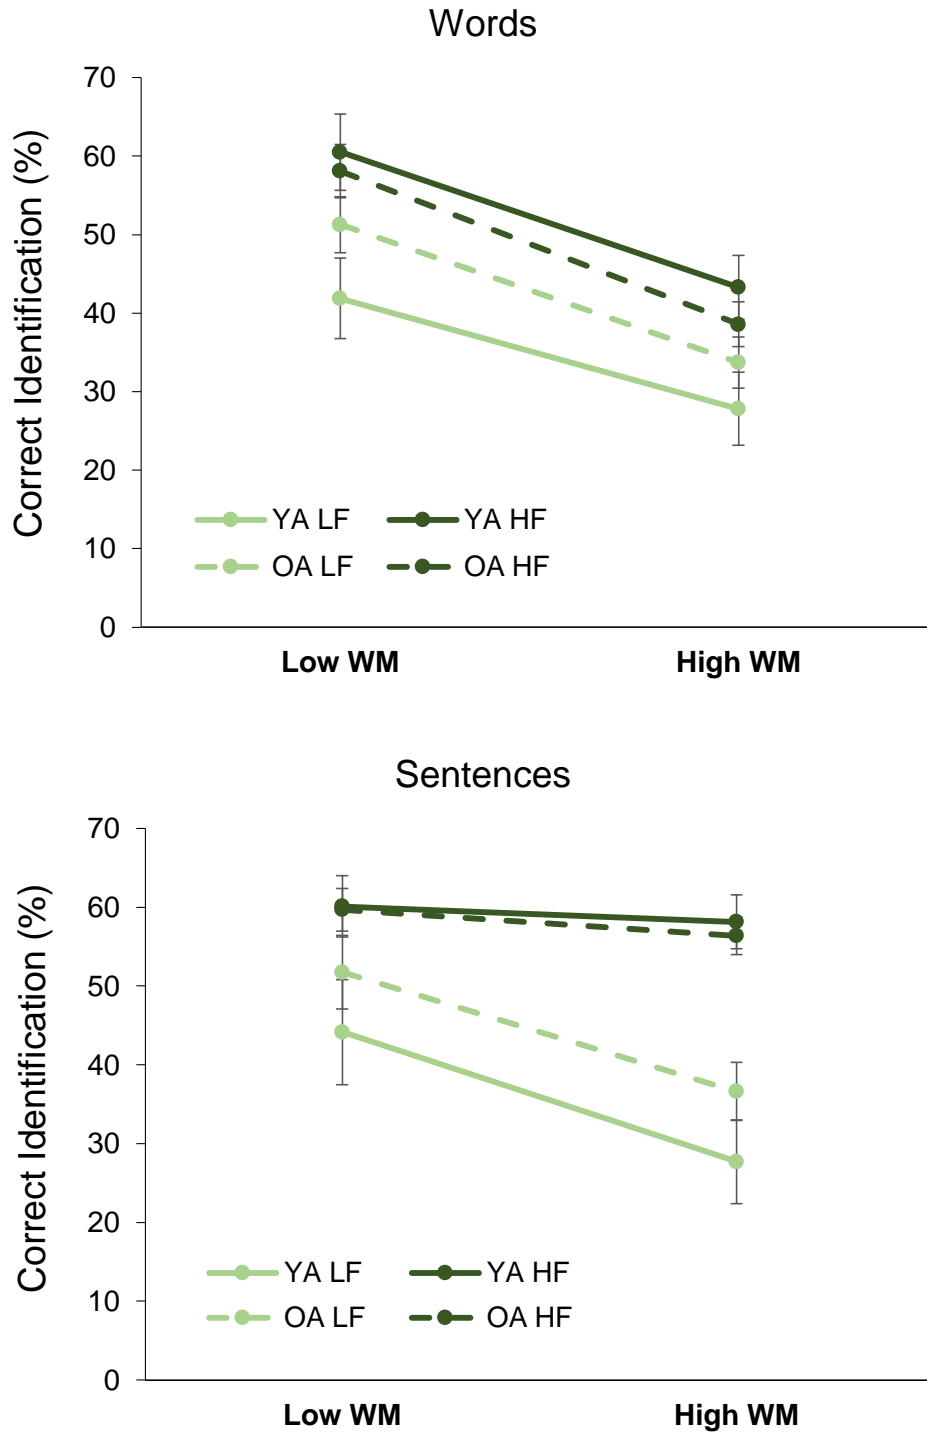 Words
Correct Identification (%)
70
60
50
40
30
20
10
0
YA LF YA HF
OA LF OA HF
Low WM High WM
Sentences
Correct Identification (%)
70
60
50
40
30
20
10
0
YA LF YA HF
OA LF OA HF
Low WM High WM